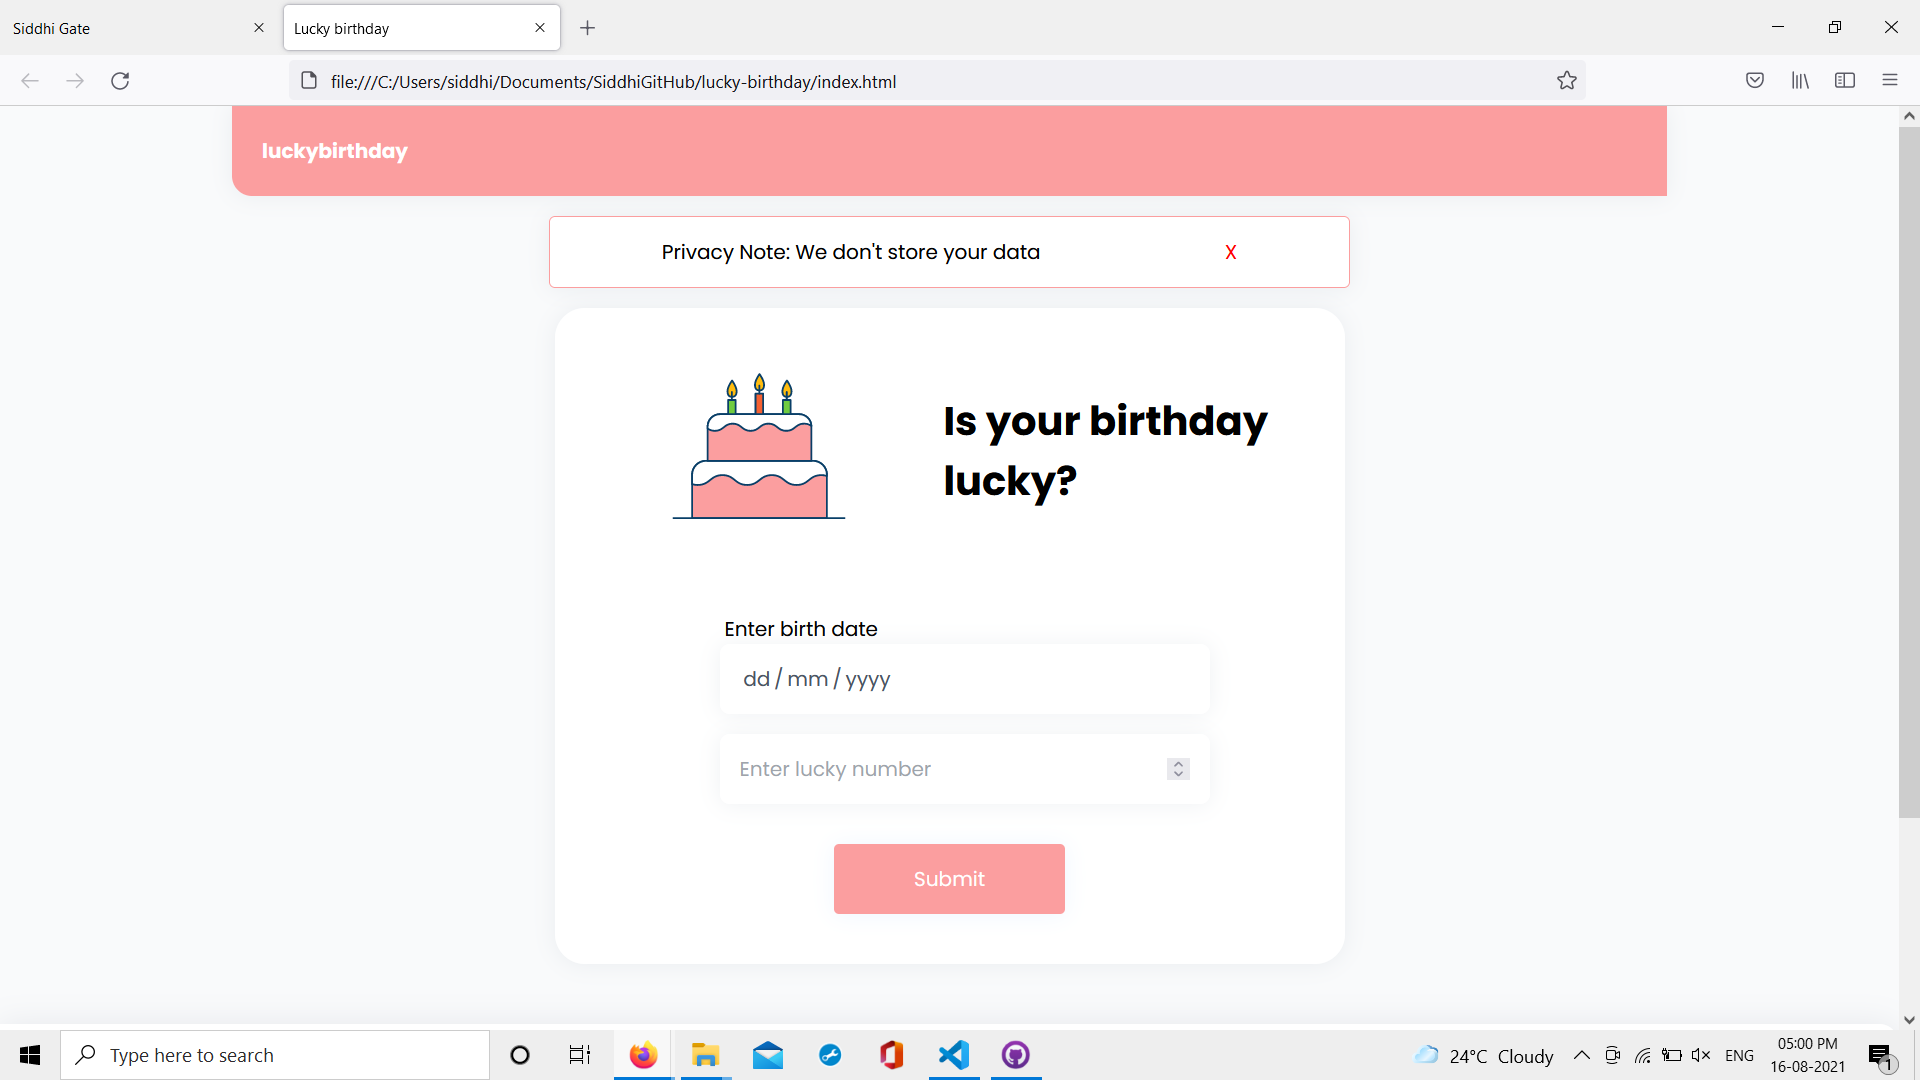 Siddhi Gate
Lucky birthday
file:///C:/Users/siddhi/Documents/SiddhiGitHub/lucky-birthday/index.html
luckybirthday
Privacy Note: We don't store your data X
Is your birthday
lucky?
Enter birth date
dd / mm / yyyy
Enter lucky number
Submit
Type here to search
24°C Cloudy
ENG
05:00 PM
16-08-2021
1